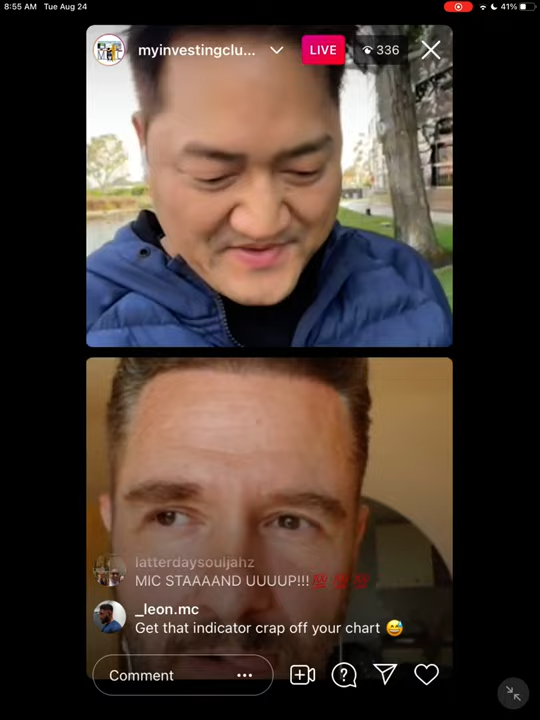 8:55 AM Tue Aug 24
41%
myinvestingclu...
LIVE
336
latterdaysouljahz
MIC STAAAAND UUUUP!!! 💯 💯 💯
_leon.mc
Get that indicator crap off your chart 😅
Comment